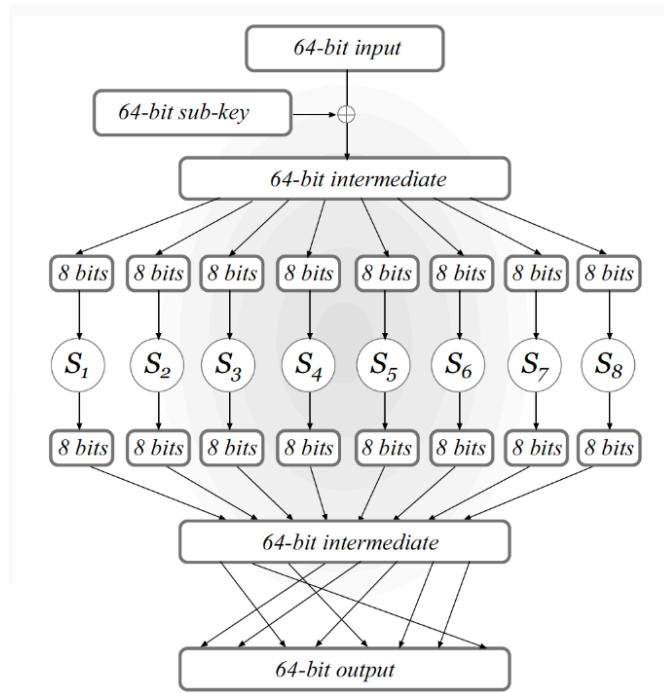 64-bit input
64-bit sub-key
64-bit intermediate
8 bits 8 bits 8 bits 8 bits 8 bits 8 bits 8 bits 8 bits
S1 S2 S3 S4 S5 S6 S7 S8
8 bits 8 bits 8 bits 8 bits 8 bits 8 bits 8 bits 8 bits
64-bit intermediate
64-bit output